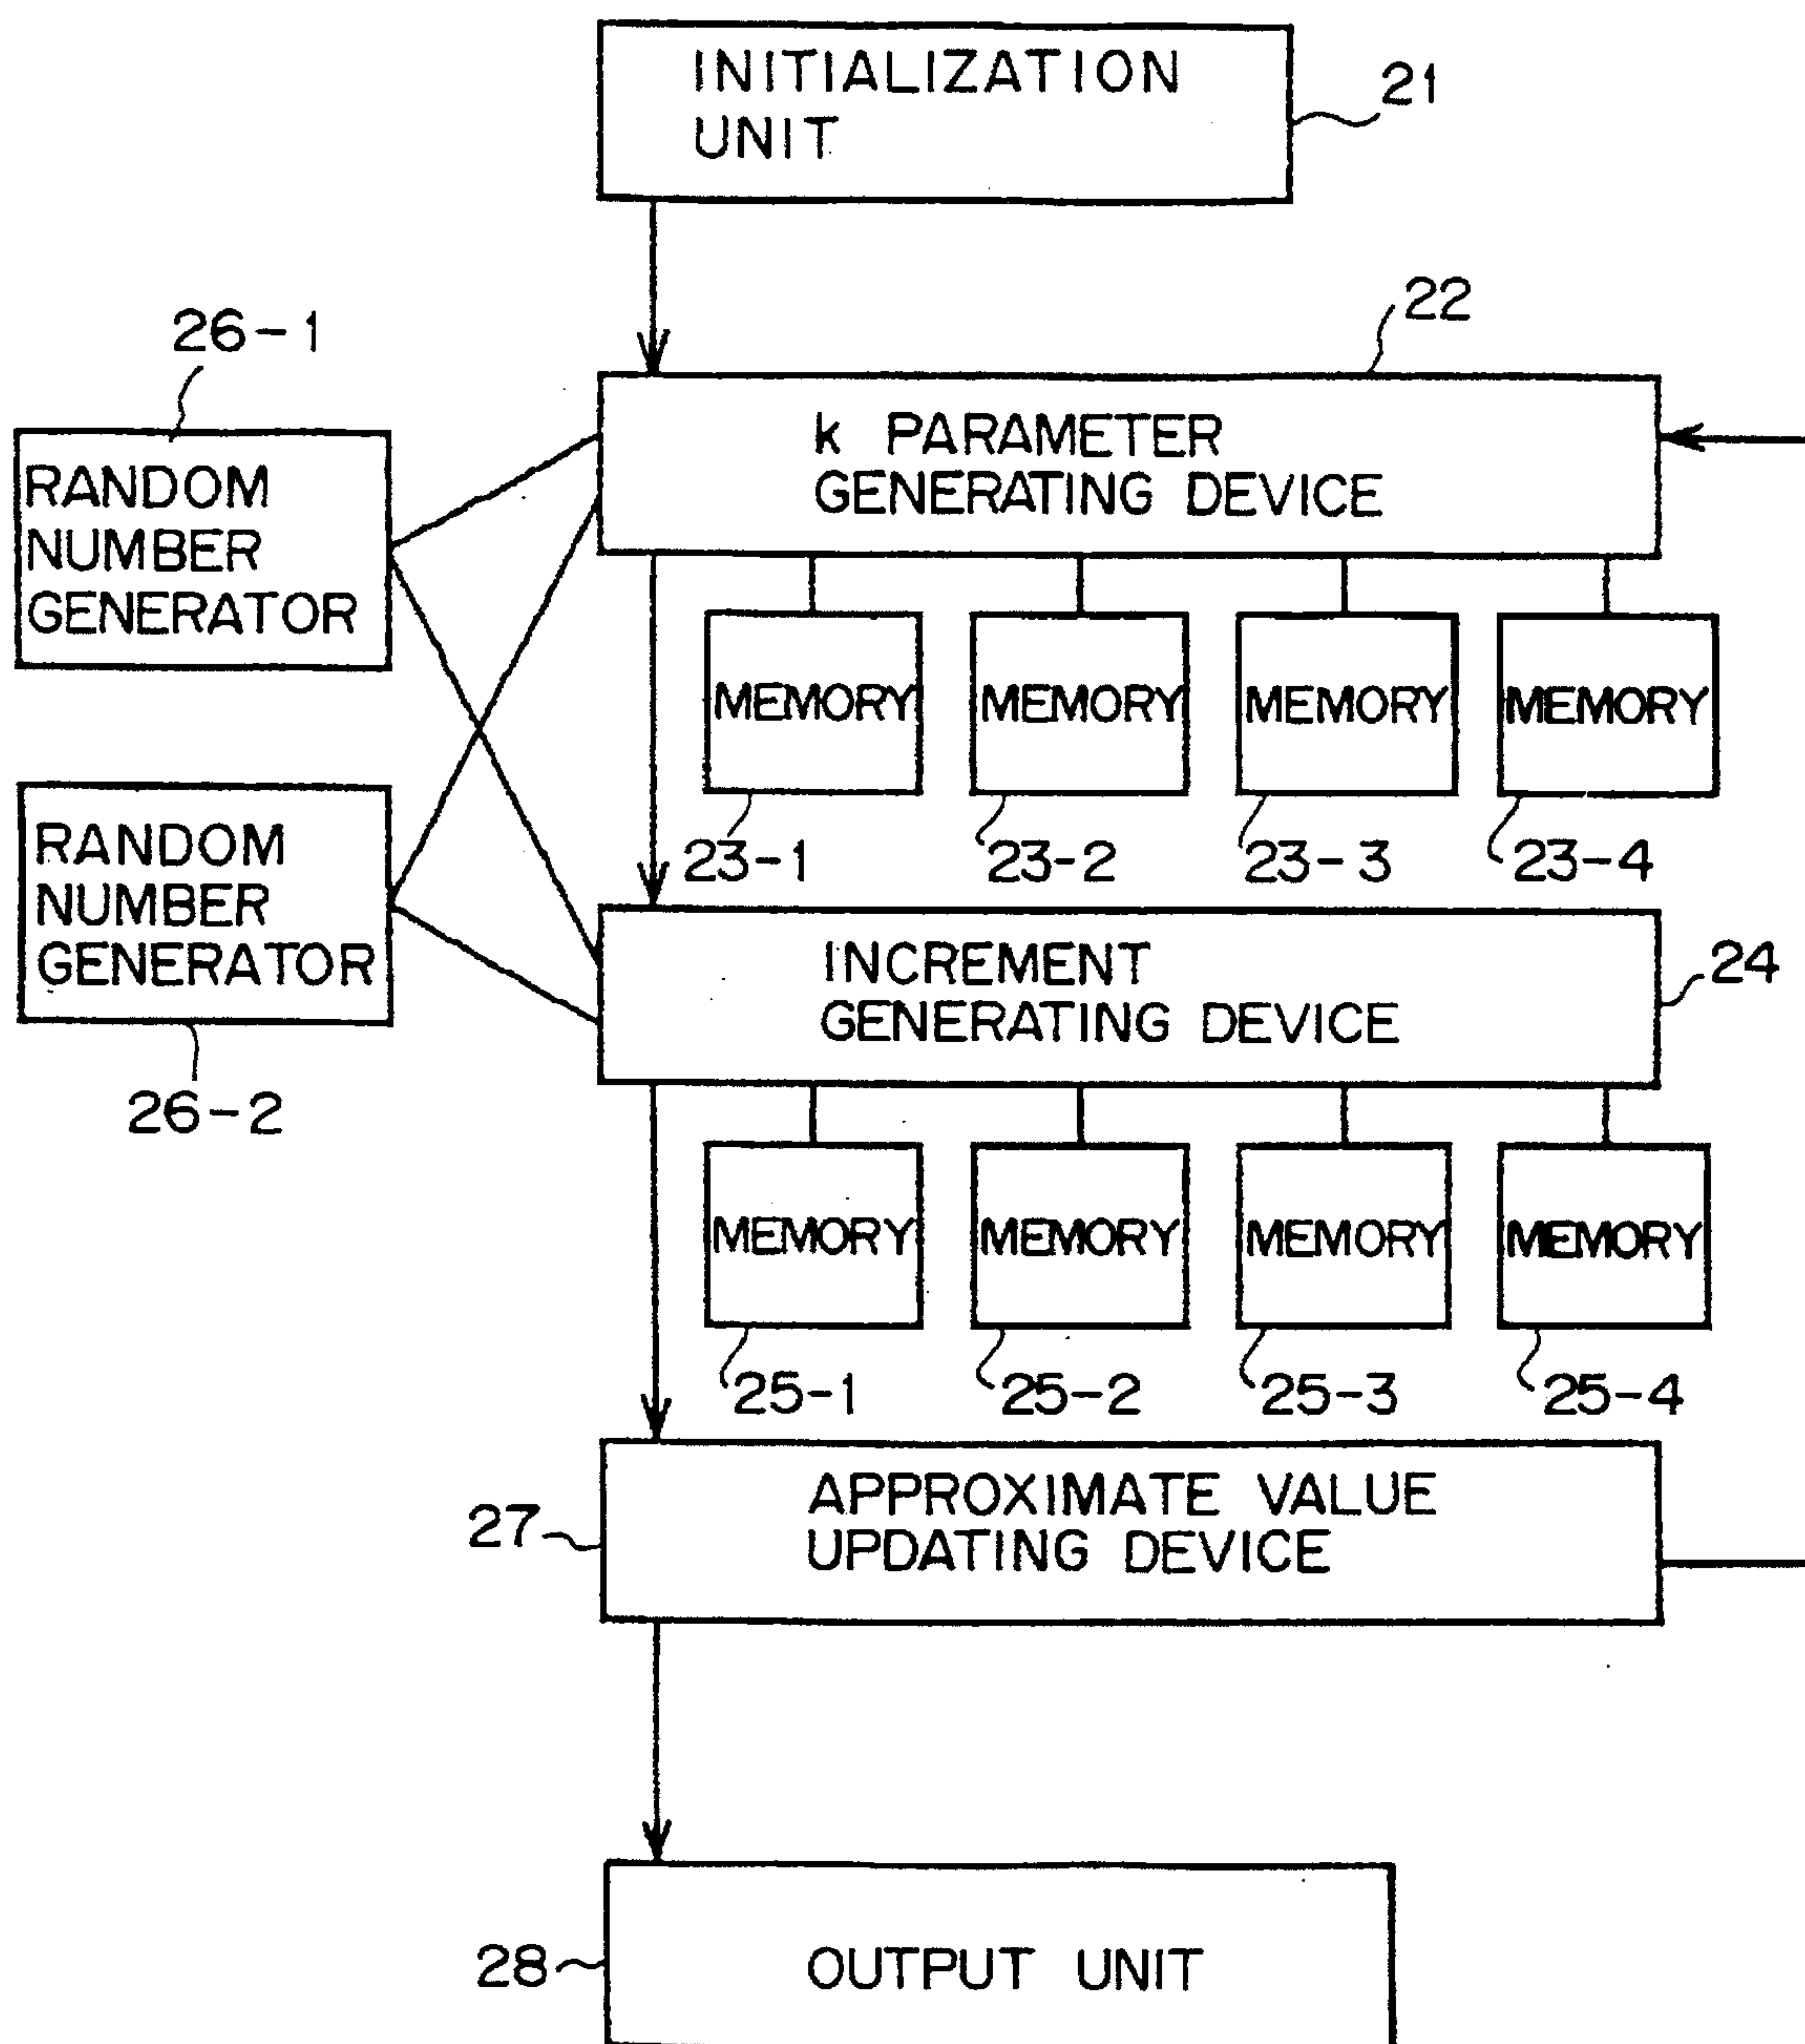 INITIALIZATION
UNIT
21
22
26-1
k PARAMETER
GENERATING DEVICE
RANDOM
NUMBER
GENERATOR
MEMORY
MEMORY
MEMORY
MEMORY
23-1
23-2
23-3
23-4
RANDOM
NUMBER
GENERATOR
26-2
INCREMENT
GENERATING DEVICE
24
MEMORY
MEMORY
MEMORY
MEMORY
25-1
25-2
25-3
25-4
APPROXIMATE VALUE
UPDATING DEVICE
27
28
OUTPUT UNIT